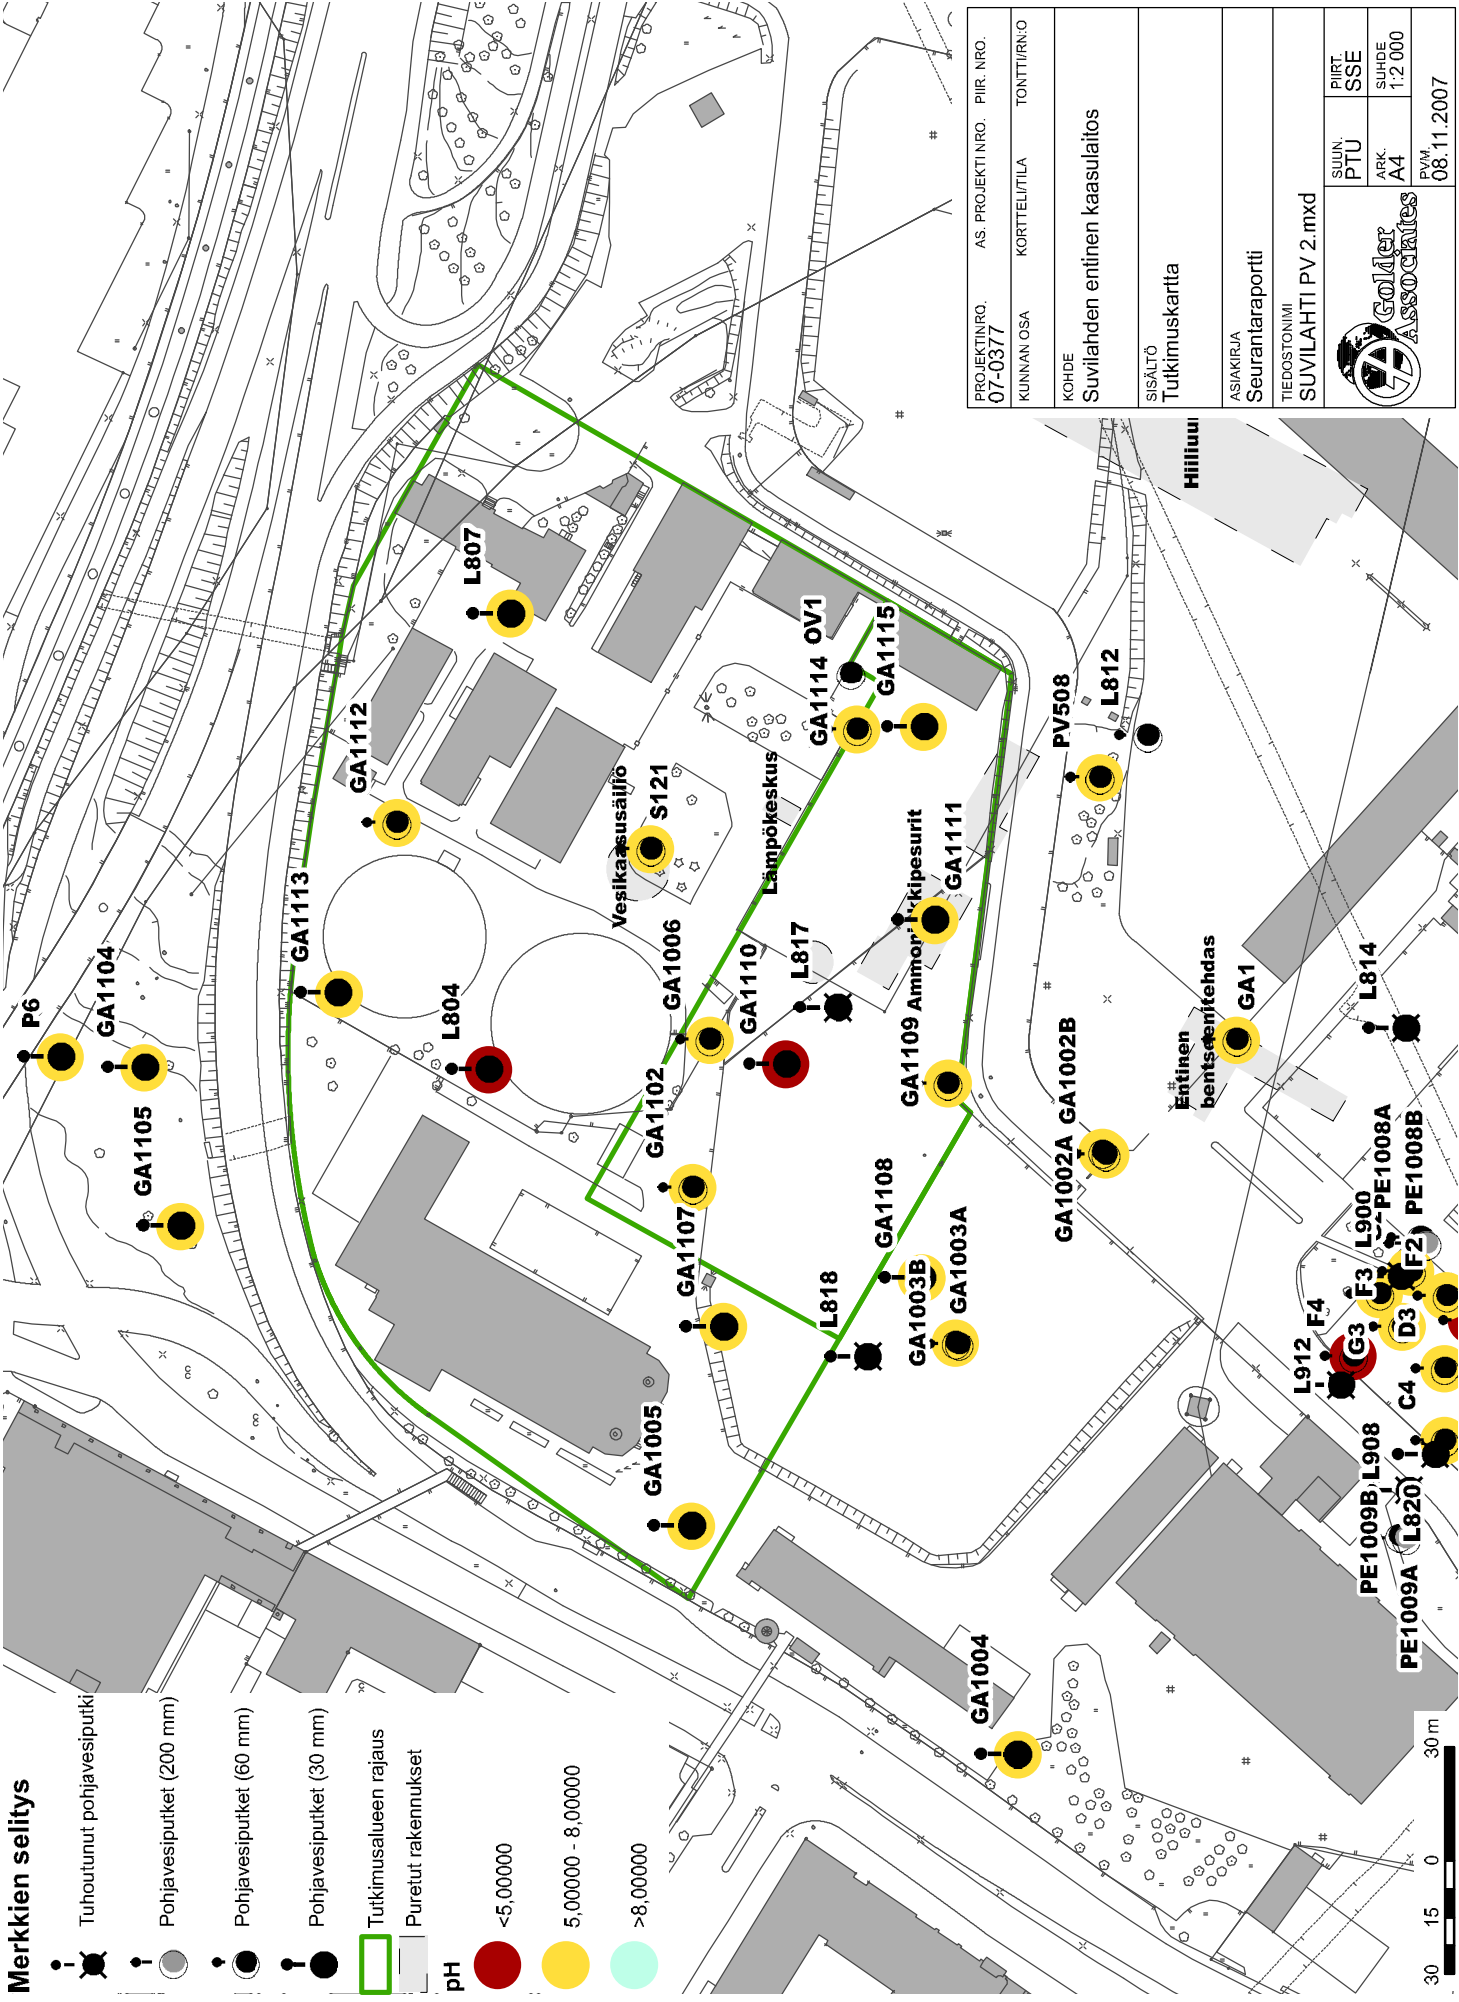 Merkkien selitys
Tuhoutunut pohjavesiputki
Pohjavesiputket (200 mm)
Pohjavesiputket (60 mm)
Pohjavesiputket (30 mm)
Tutkimusalueen rajaus
Puretut rakennukset
pH
<5,00000
5,00000 - 8,00000
>8,00000
P6
GA1104
GA1105
GA1113
GA1112
L807
L804
Vesikaasusäiliö
S121
GA1006
GA1102
GA1107
GA1005
Lämpökeskus
GA1110
L817
OV1
GA1114
GA1115
Ammoniakkipesurit
GA1111
GA1109
GA1108
L818
GA1003B
GA1003A
GA1004
PV508
L812
GA1002A
GA1002B
Entinen
bentseenitehdas
GA1
L814
PE1008A
PE1008B
L900
F2
F3
F4
G3
D3
C4
L912
L908
L820
PE1009B
PE1009A
30
15
0
30 m
PROJEKTINRO.
07-0377
AS. PROJEKTI NRO.
PIIR. NRO.
KUNNAN OSA
KORTTELI/TILA
TONTTI/RN:O
KOHDE
Suvilahden entinen kaasulaitos
SISÄLTÖ
Tutkimuskartta
ASIAKIRJA
Seurantaraportti
TIEDOSTONIMI
SUVILAHTI PV 2.mxd
Golder
Associates
SUUN.
PTU
PIIRT.
SSE
ARK.
A4
SUHDE
1:2 000
PVM.
08.11.2007